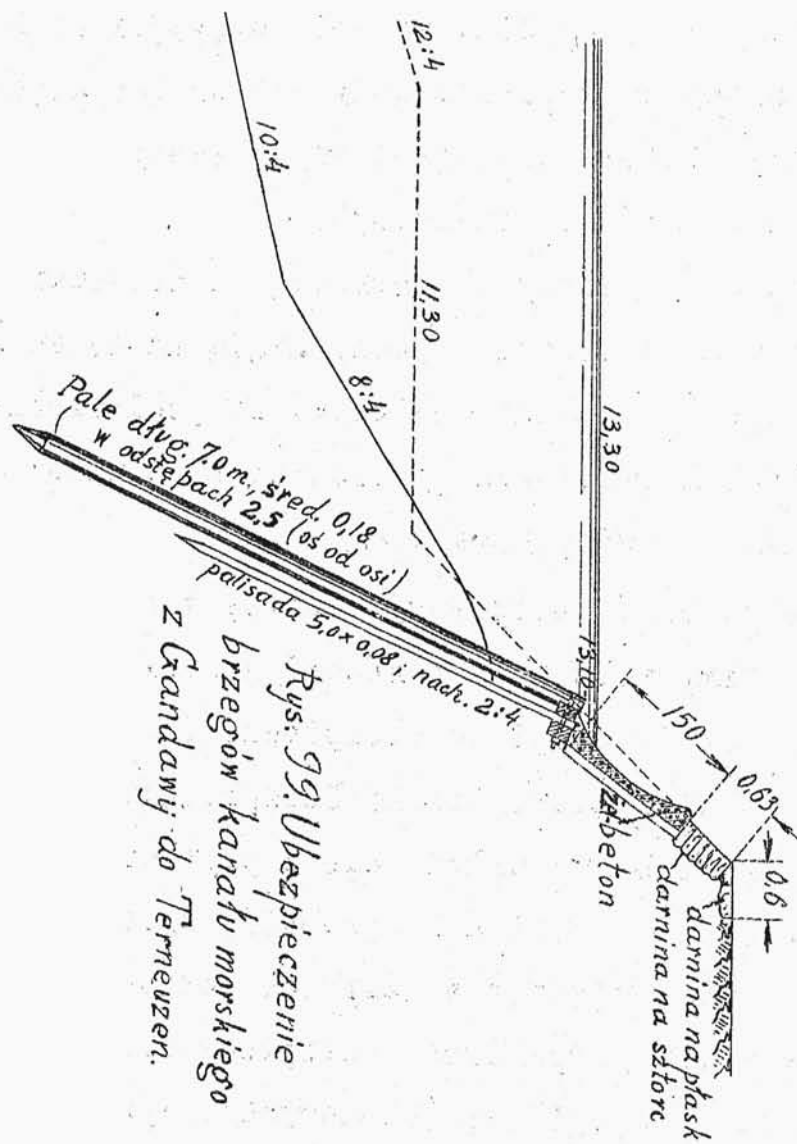 12:4
10:4
11,30
8:4
13,30
13,0
150
0,63
0,6
darnina na płask
darnina na sztorc
żł-beton
Pale dług. 7.0 m., śred. 0,18
w odstępach 2,5 (oś od osi)
palisada 5,0 × 0,08; nach. 2:4
Rys. 99. Ubezpieczenie
brzegów kanału morskiego
z Gandawy do Terneuzen.